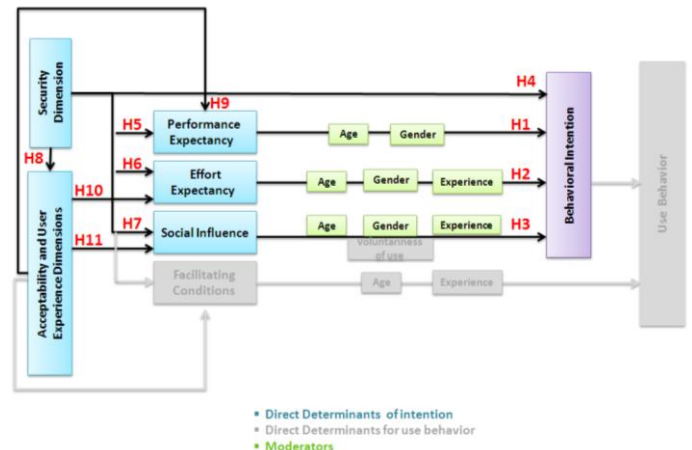 Security
Dimension
H4
H9
H5
Performance
Expectancy
Age
Gender
H1
H8
H6
Effort
Expectancy
Age
Gender
Experience
H2
Behavioral Intention
Use Behavior
H10
Acceptability and User
Experience Dimensions
H7
Social Influence
Age
Gender
Experience
H3
Voluntariness
of use
H11
Facilitating
Conditions
Age
Experience
▪ Direct Determinants of intention
▪ Direct Determinants for use behavior
▪ Moderators